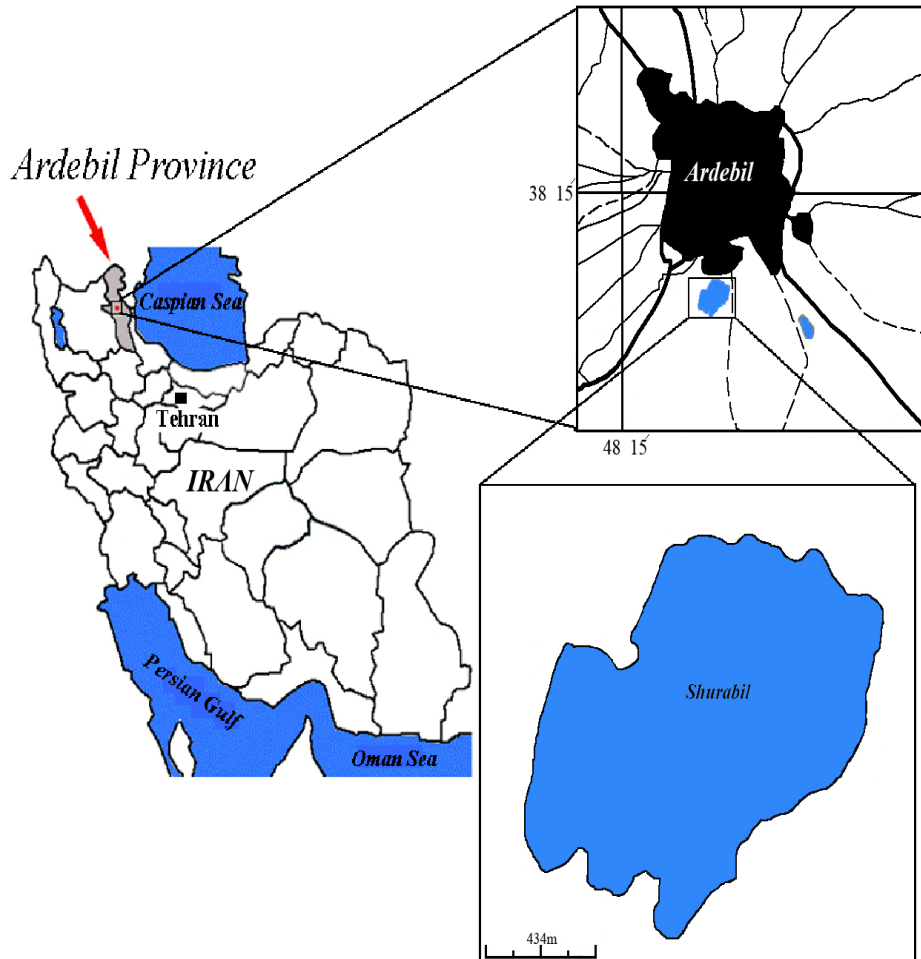 Ardebil Province
Caspian Sea
Tehran
IRAN
Persian Gulf
Oman Sea
Ardebil
38 15′
48 15′
Shurabil
434m